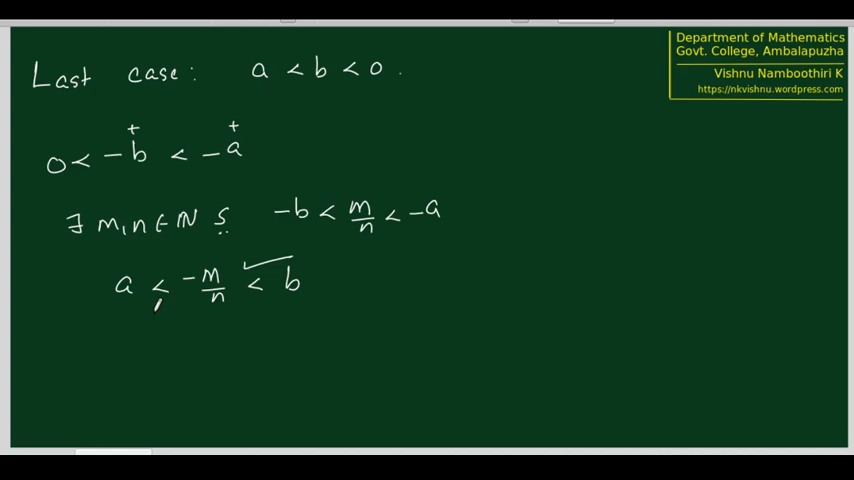 Department of Mathematics
Govt. College, Ambalapuzha
Vishnu Namboothiri K
https://nkvishnu.wordpress.com
Last case: a < b < 0.
+ +
0 < -b < -a
∃ m,n ∈ ℕ s -b < m/n < -a
a < -m/n < b